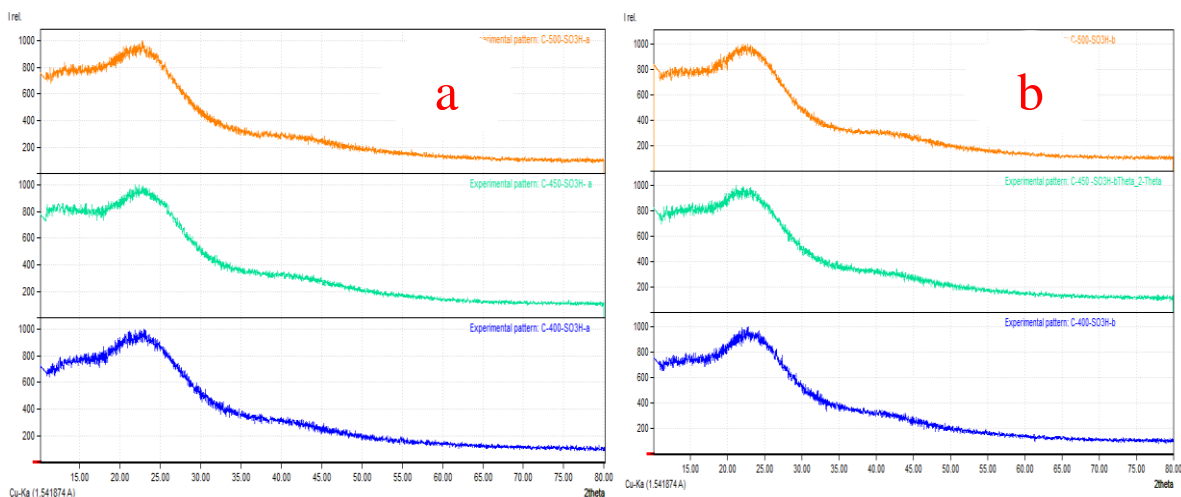 I rel.
1000
800
600
400
200
Experimental pattern: C-500-SO3H-a
a
1000
800
600
400
200
Experimental pattern: C-450-SO3H- a
1000
800
600
400
200
Experimental pattern: C-400-SO3H-a
15.00 20.00 25.00 30.00 35.00 40.00 45.00 50.00 55.00 60.00 65.00 70.00 75.00 80.00
Cu-Ka (1.541874 A)
2theta
I rel.
1000
800
600
400
200
C-500-SO3H-b
b
1000
800
600
400
200
Experimental pattern: C-450 -SO3H-bTheta_2-Theta
1000
800
600
400
200
Experimental pattern: C-400-SO3H-b
15.00 20.00 25.00 30.00 35.00 40.00 45.00 50.00 55.00 60.00 65.00 70.00 75.00 80.00
Cu-Ka (1.541874 A)
2theta